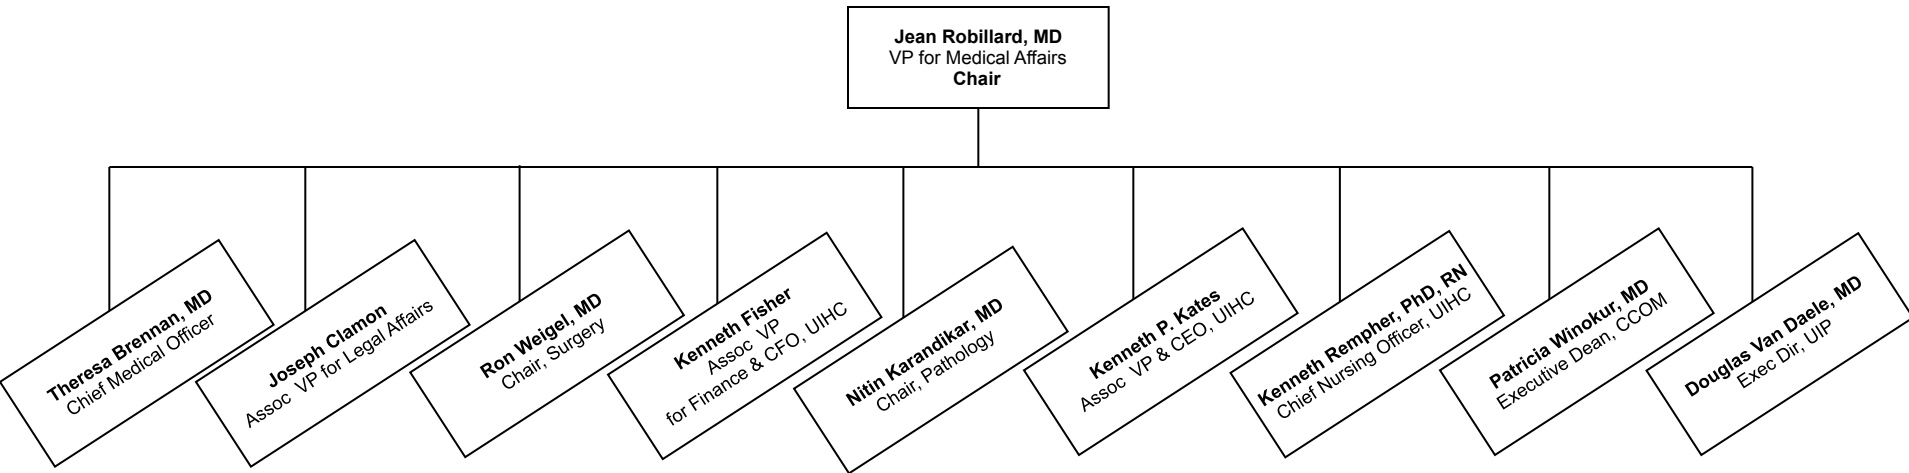 Jean Robillard, MD
VP for Medical Affairs
Chair
Theresa Brennan, MD
Chief Medical Officer
Joseph Clamon
Assoc  VP for Legal Affairs
Ron Weigel, MD
Chair, Surgery
Kenneth Fisher
Assoc  VP
for Finance & CFO, UIHC
Nitin Karandikar, MD
Chair, Pathology
Kenneth P. Kates
Assoc  VP & CEO, UIHC
Kenneth Rempher, PhD, RN
Chief Nursing Officer, UIHC
Patricia Winokur, MD
Executive Dean, CCOM
Douglas Van Daele, MD
Exec Dir, UIP